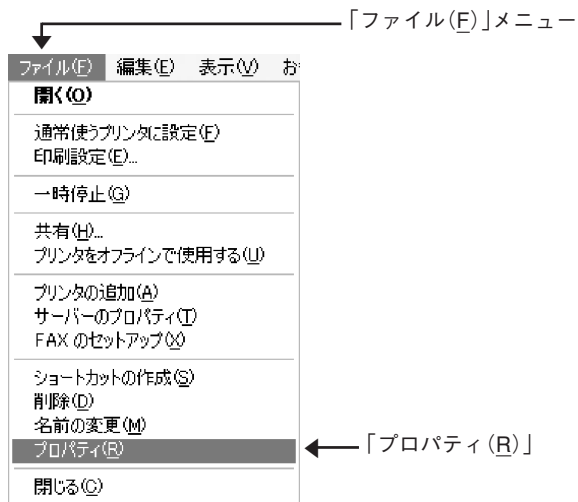 「ファイル(F)」メニュー
ファイル(F) 編集(E) 表示(V) お
開く(O)
通常使うプリンタに設定(F)
印刷設定(E)...
一時停止(G)
共有(H)...
プリンタをオフラインで使用する(U)
プリンタの追加(A)
サーバーのプロパティ(T)
FAX のセットアップ(X)
ショートカットの作成(S)
削除(D)
名前の変更(M)
プロパティ(R) 「プロパティ(R)」
閉じる(C)